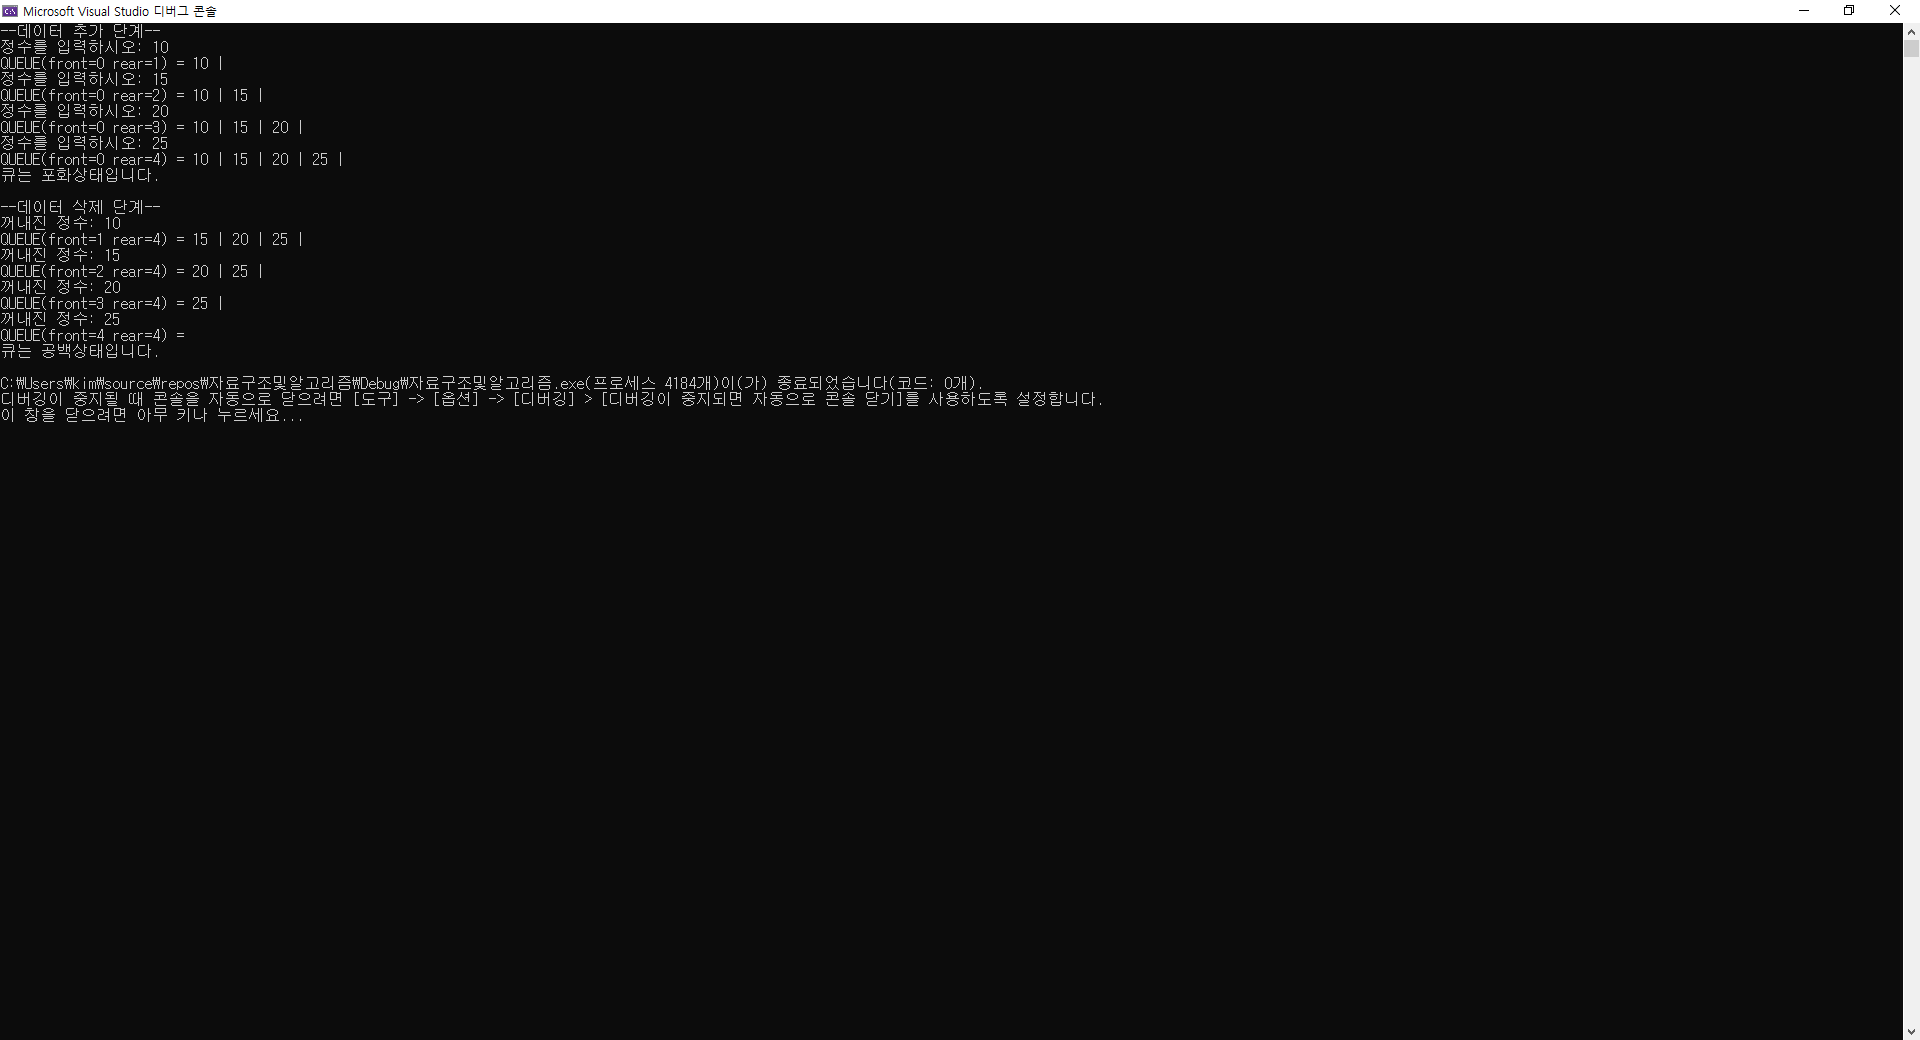 Microsoft Visual Studio 디버그 콘솔
--데이터 추가 단계--
정수를 입력하시오: 10
QUEUE(front=0 rear=1) = 10 |
정수를 입력하시오: 15
QUEUE(front=0 rear=2) = 10 | 15 |
정수를 입력하시오: 20
QUEUE(front=0 rear=3) = 10 | 15 | 20 |
정수를 입력하시오: 25
QUEUE(front=0 rear=4) = 10 | 15 | 20 | 25 |
큐는 포화상태입니다.
--데이터 삭제 단계--
꺼내진 정수: 10
QUEUE(front=1 rear=4) = 15 | 20 | 25 |
꺼내진 정수: 15
QUEUE(front=2 rear=4) = 20 | 25 |
꺼내진 정수: 20
QUEUE(front=3 rear=4) = 25 |
꺼내진 정수: 25
QUEUE(front=4 rear=4) =
큐는 공백상태입니다.
C:₩Users₩kim₩source₩repos₩자료구조및알고리즘₩Debug₩자료구조및알고리즘.exe(프로세스 4184개)이(가) 종료되었습니다(코드: 0개).
디버깅이 중지될 때 콘솔을 자동으로 닫으려면 [도구] -> [옵션] -> [디버깅] > [디버깅이 중지되면 자동으로 콘솔 닫기]를 사용하도록 설정합니다.
이 창을 닫으려면 아무 키나 누르세요...